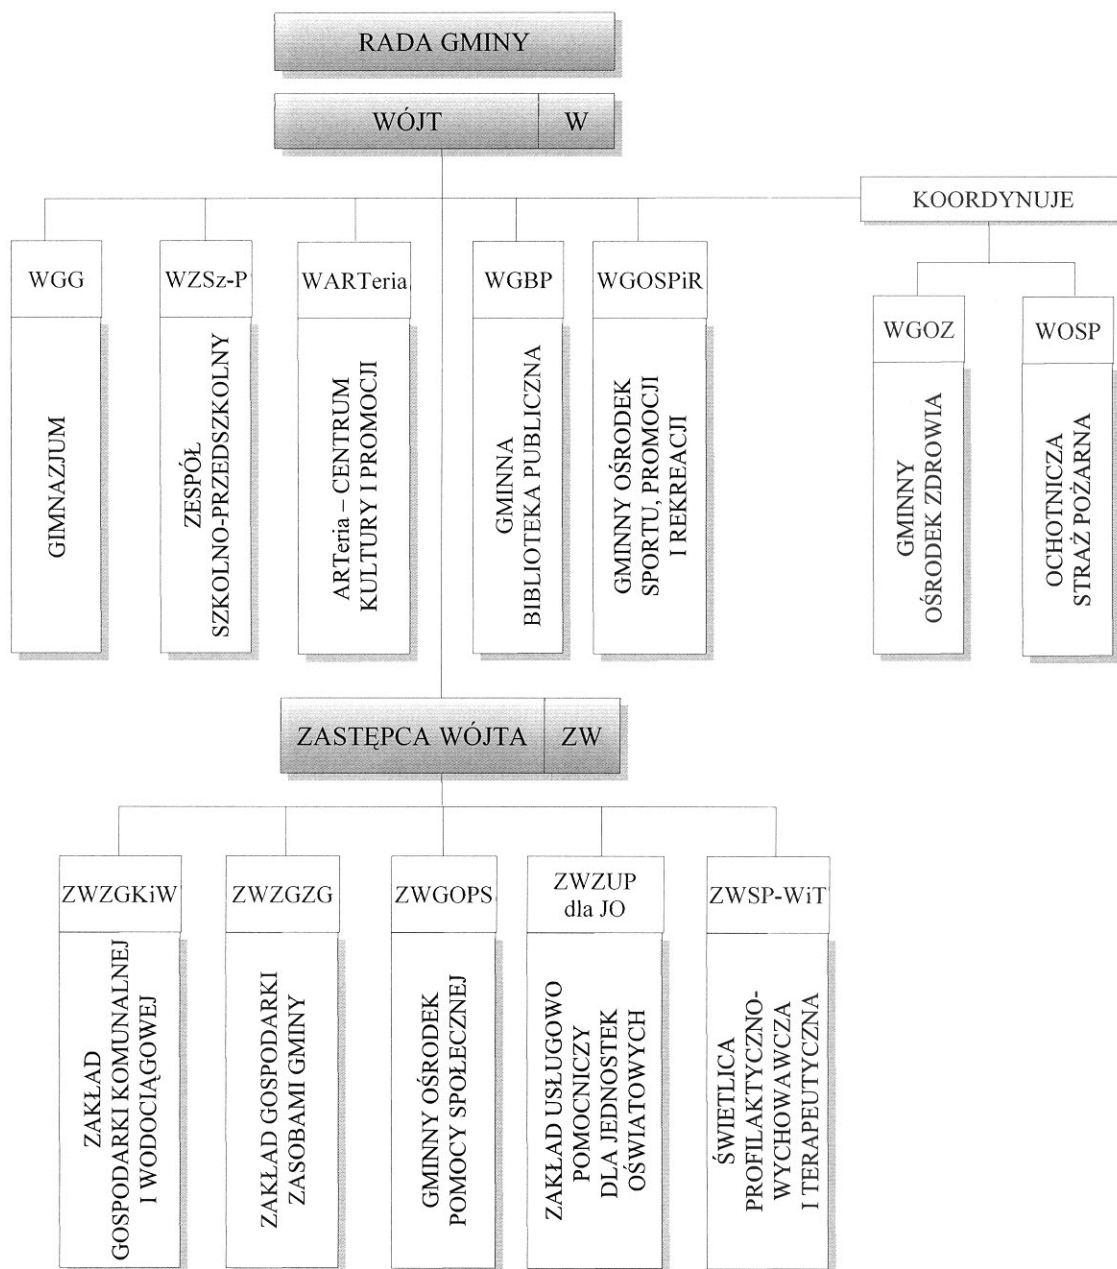 RADA GMINY
WÓJT
W
KOORDYNUJE
WGG
GIMNAZJUM
WZSz-P
ZESPÓŁ
SZKOLNO-PRZEDSZKOLNY
WARTeria
ARTeria – CENTRUM
KULTURY I PROMOCJI
WGBP
GMINNA
BIBLIOTEKA PUBLICZNA
WGOSPiR
GMINNY OŚRODEK
SPORTU, PROMOCJI
I REKREACJI
WGOZ
GMINNY
OŚRODEK ZDROWIA
WOSP
OCHOTNICZA
STRAŻ POŻARNA
ZASTĘPCA WÓJTA
ZW
ZWZGKiW
ZAKŁAD
GOSPODARKI KOMUNALNEJ
I WODOCIĄGOWEJ
ZWZGZG
ZAKŁAD GOSPODARKI
ZASOBAMI GMINY
ZWGOPS
GMINNY OŚRODEK
POMOCY SPOŁECZNEJ
ZWZUP
dla JO
ZAKŁAD USŁUGOWO
POMOCNICZY
DLA JEDNOSTEK
OŚWIATOWYCH
ZWSP-WiT
ŚWIETLICA
PROFILAKTYCZNO-
WYCHOWAWCZA
I TERAPEUTYCZNA